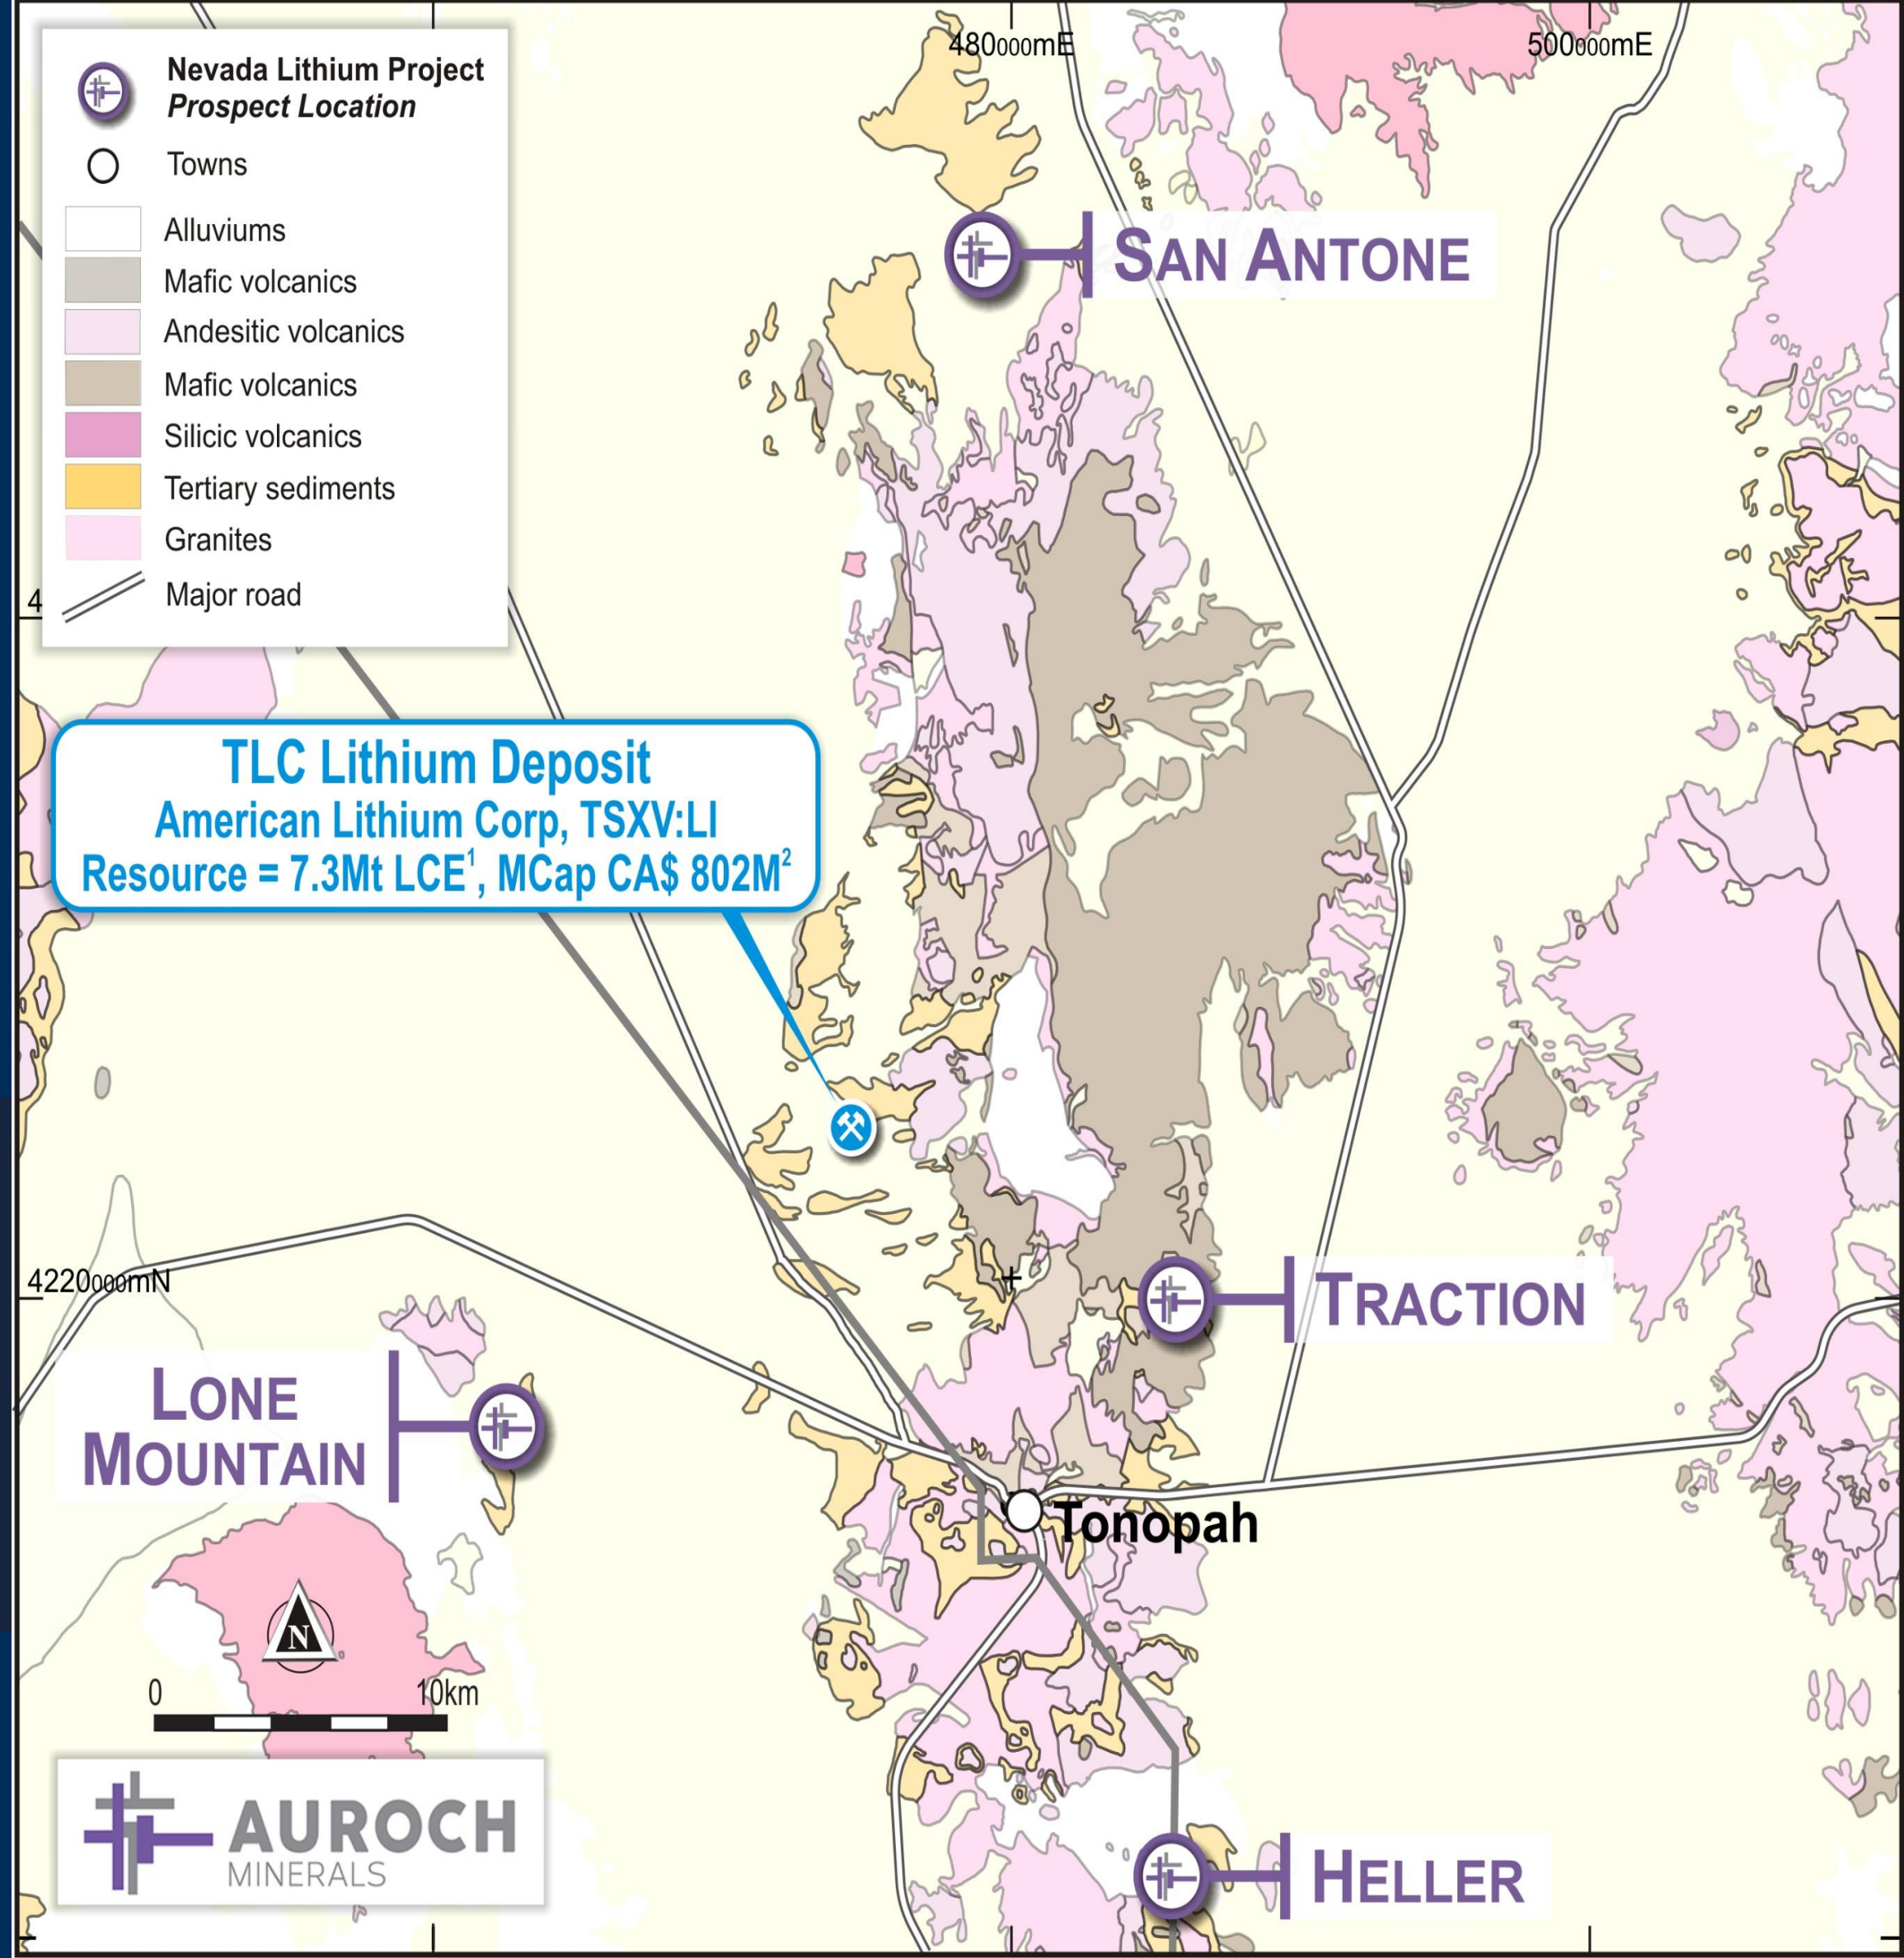 480000mE
500000mE
Nevada Lithium Project
Prospect Location
Towns
Alluviums
Mafic volcanics
Andesitic volcanics
Mafic volcanics
Silicic volcanics
Tertiary sediments
Granites
Major road
SAN ANTONE
4
TLC Lithium Deposit
American Lithium Corp, TSXV:LI
Resource = 7.3Mt LCE¹, MCap CA$ 802M²
4220000mN
TRACTION
LONE
MOUNTAIN
Tonopah
N
0 10km
AUROCH
MINERALS
HELLER